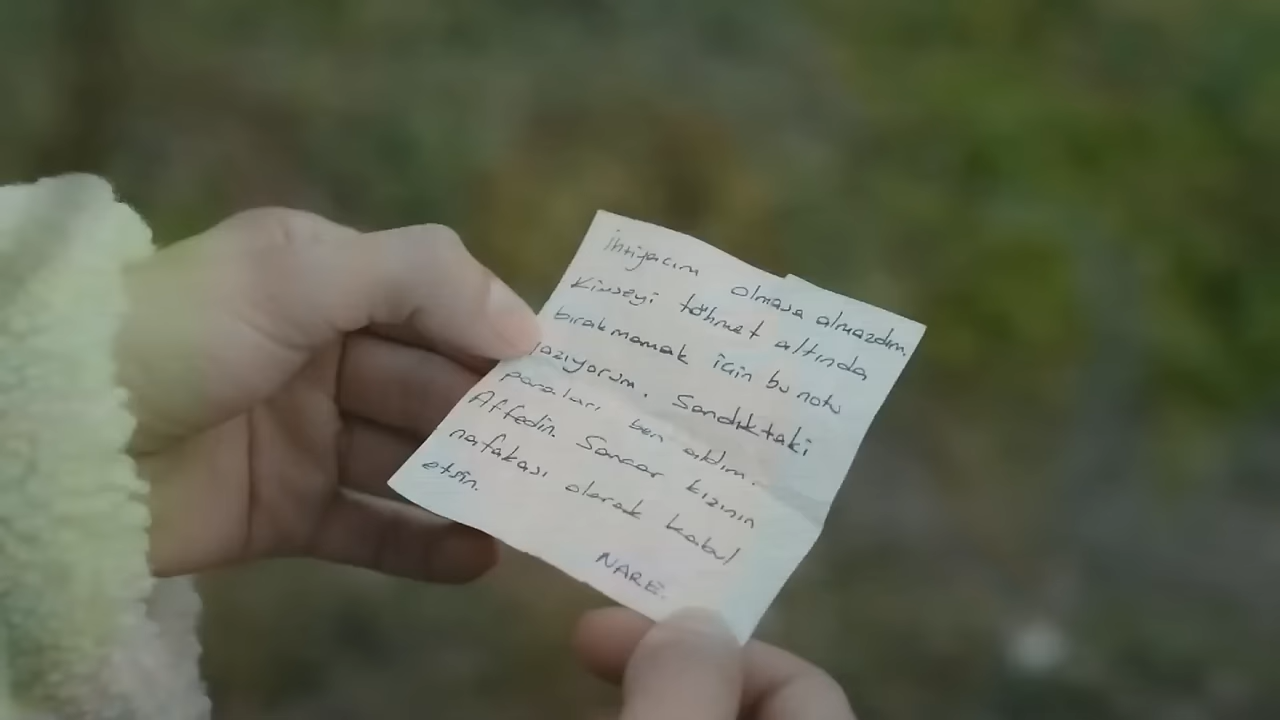 İhtiyacım olmasa almazdım.
Kimseyi töhmet altında
bırakmamak için bu notu
yazıyorum. Sandıktaki
paraları ben aldım.
Affedin. Sancar kızının
nafakası olarak kabul
etsin.
NARE.